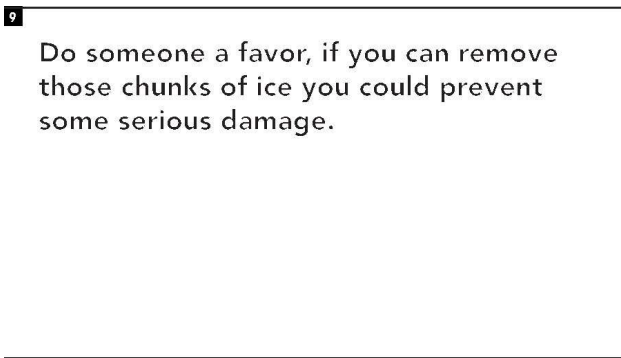 9
Do someone a favor, if you can remove
those chunks of ice you could prevent
some serious damage.